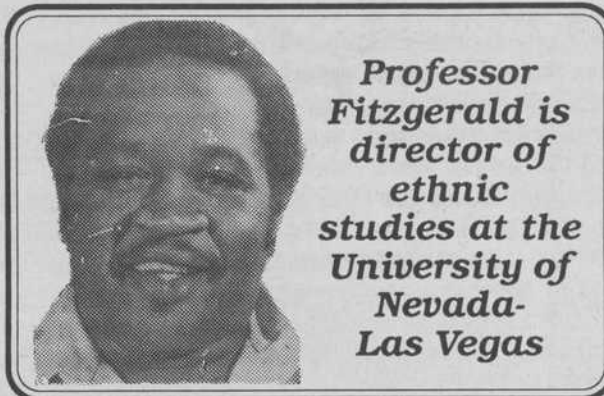 Professor
Fitzgerald is
director of
ethnic
studies at the
University of
Nevada-
Las Vegas